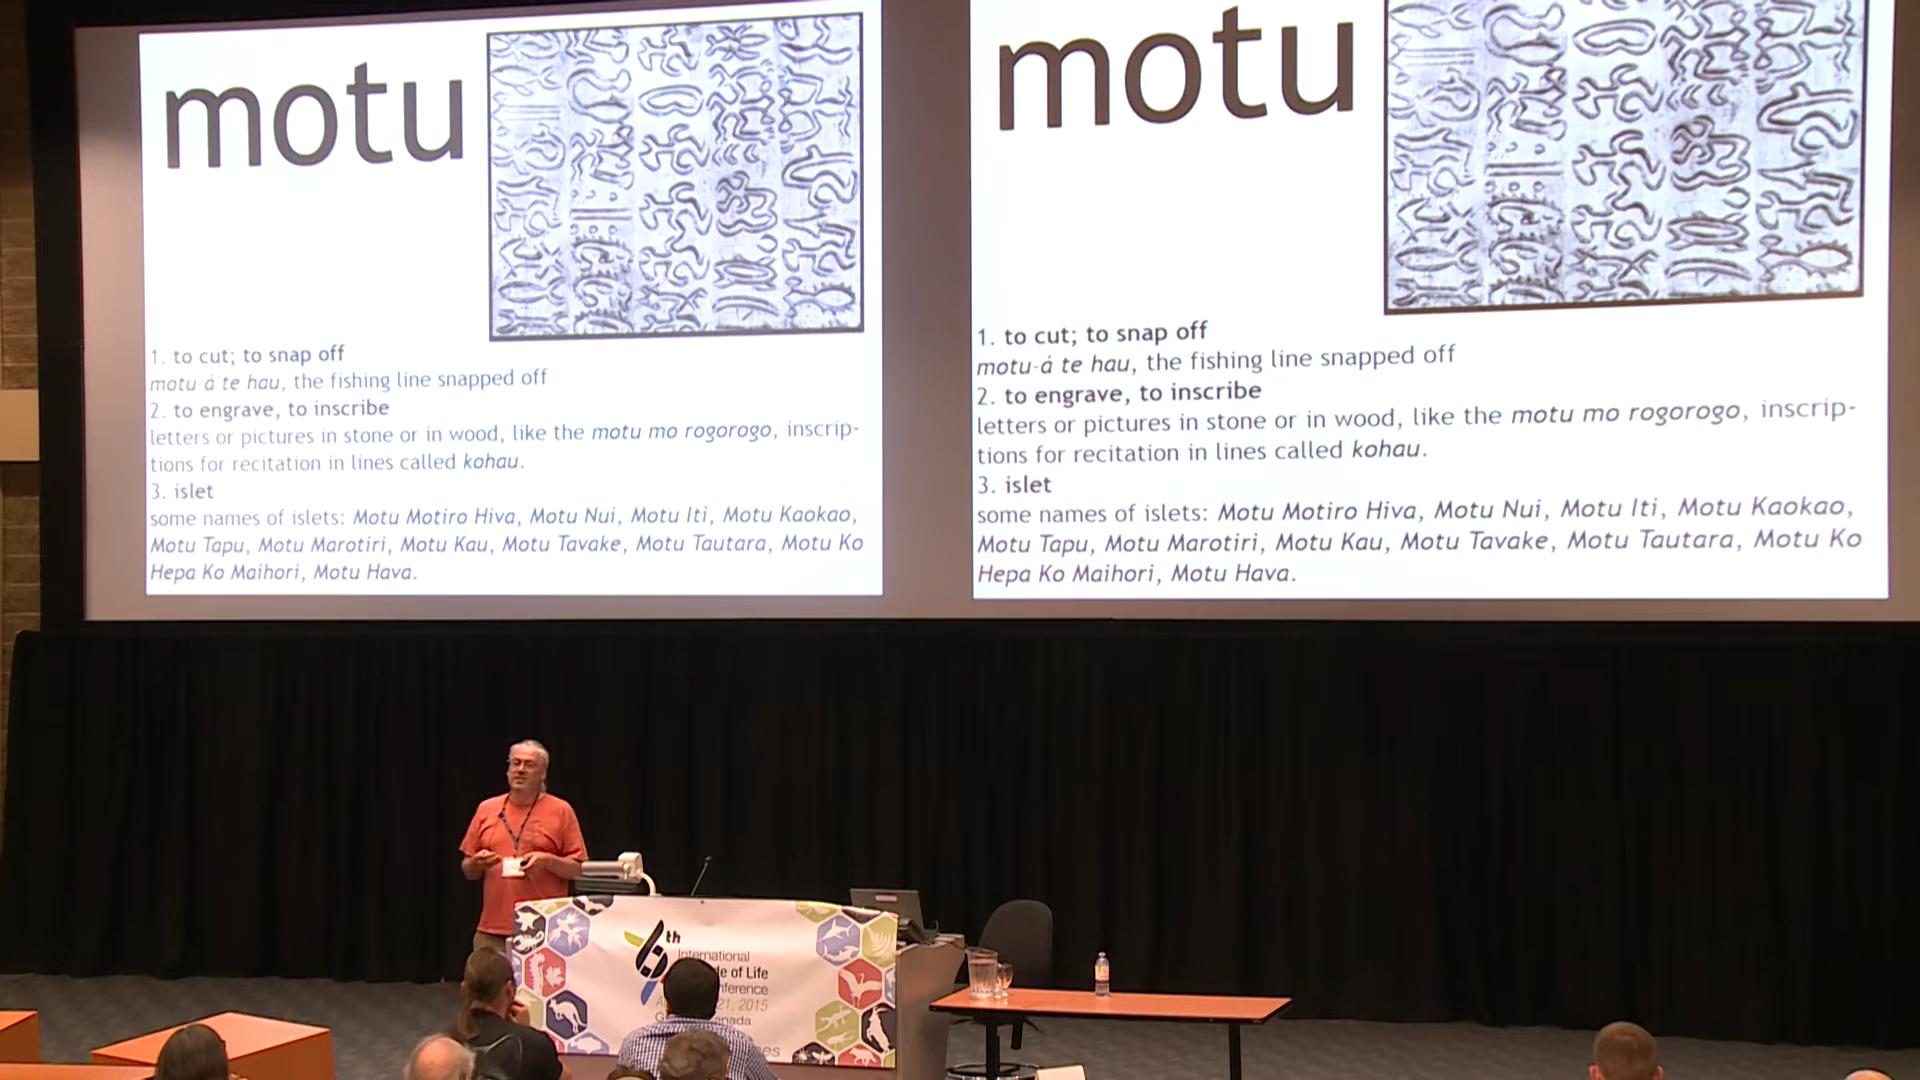 motu
1. to cut; to snap off
motu-á te hau, the fishing line snapped off
2. to engrave, to inscribe
letters or pictures in stone or in wood, like the motu mo rogorogo, inscrip-
tions for recitation in lines called kohau.
3. islet
some names of islets: Motu Motiro Hiva, Motu Nui, Motu Iti, Motu Kaokao,
Motu Tapu, Motu Marotiri, Motu Kau, Motu Tavake, Motu Tautara, Motu Ko
Hepa Ko Maihori, Motu Hava.
motu
1. to cut; to snap off
motu-á te hau, the fishing line snapped off
2. to engrave, to inscribe
letters or pictures in stone or in wood, like the motu mo rogorogo, inscrip-
tions for recitation in lines called kohau.
3. islet
some names of islets: Motu Motiro Hiva, Motu Nui, Motu Iti, Motu Kaokao,
Motu Tapu, Motu Marotiri, Motu Kau, Motu Tavake, Motu Tautara, Motu Ko
Hepa Ko Maihori, Motu Hava.
6th
International
of Life
21, 2015